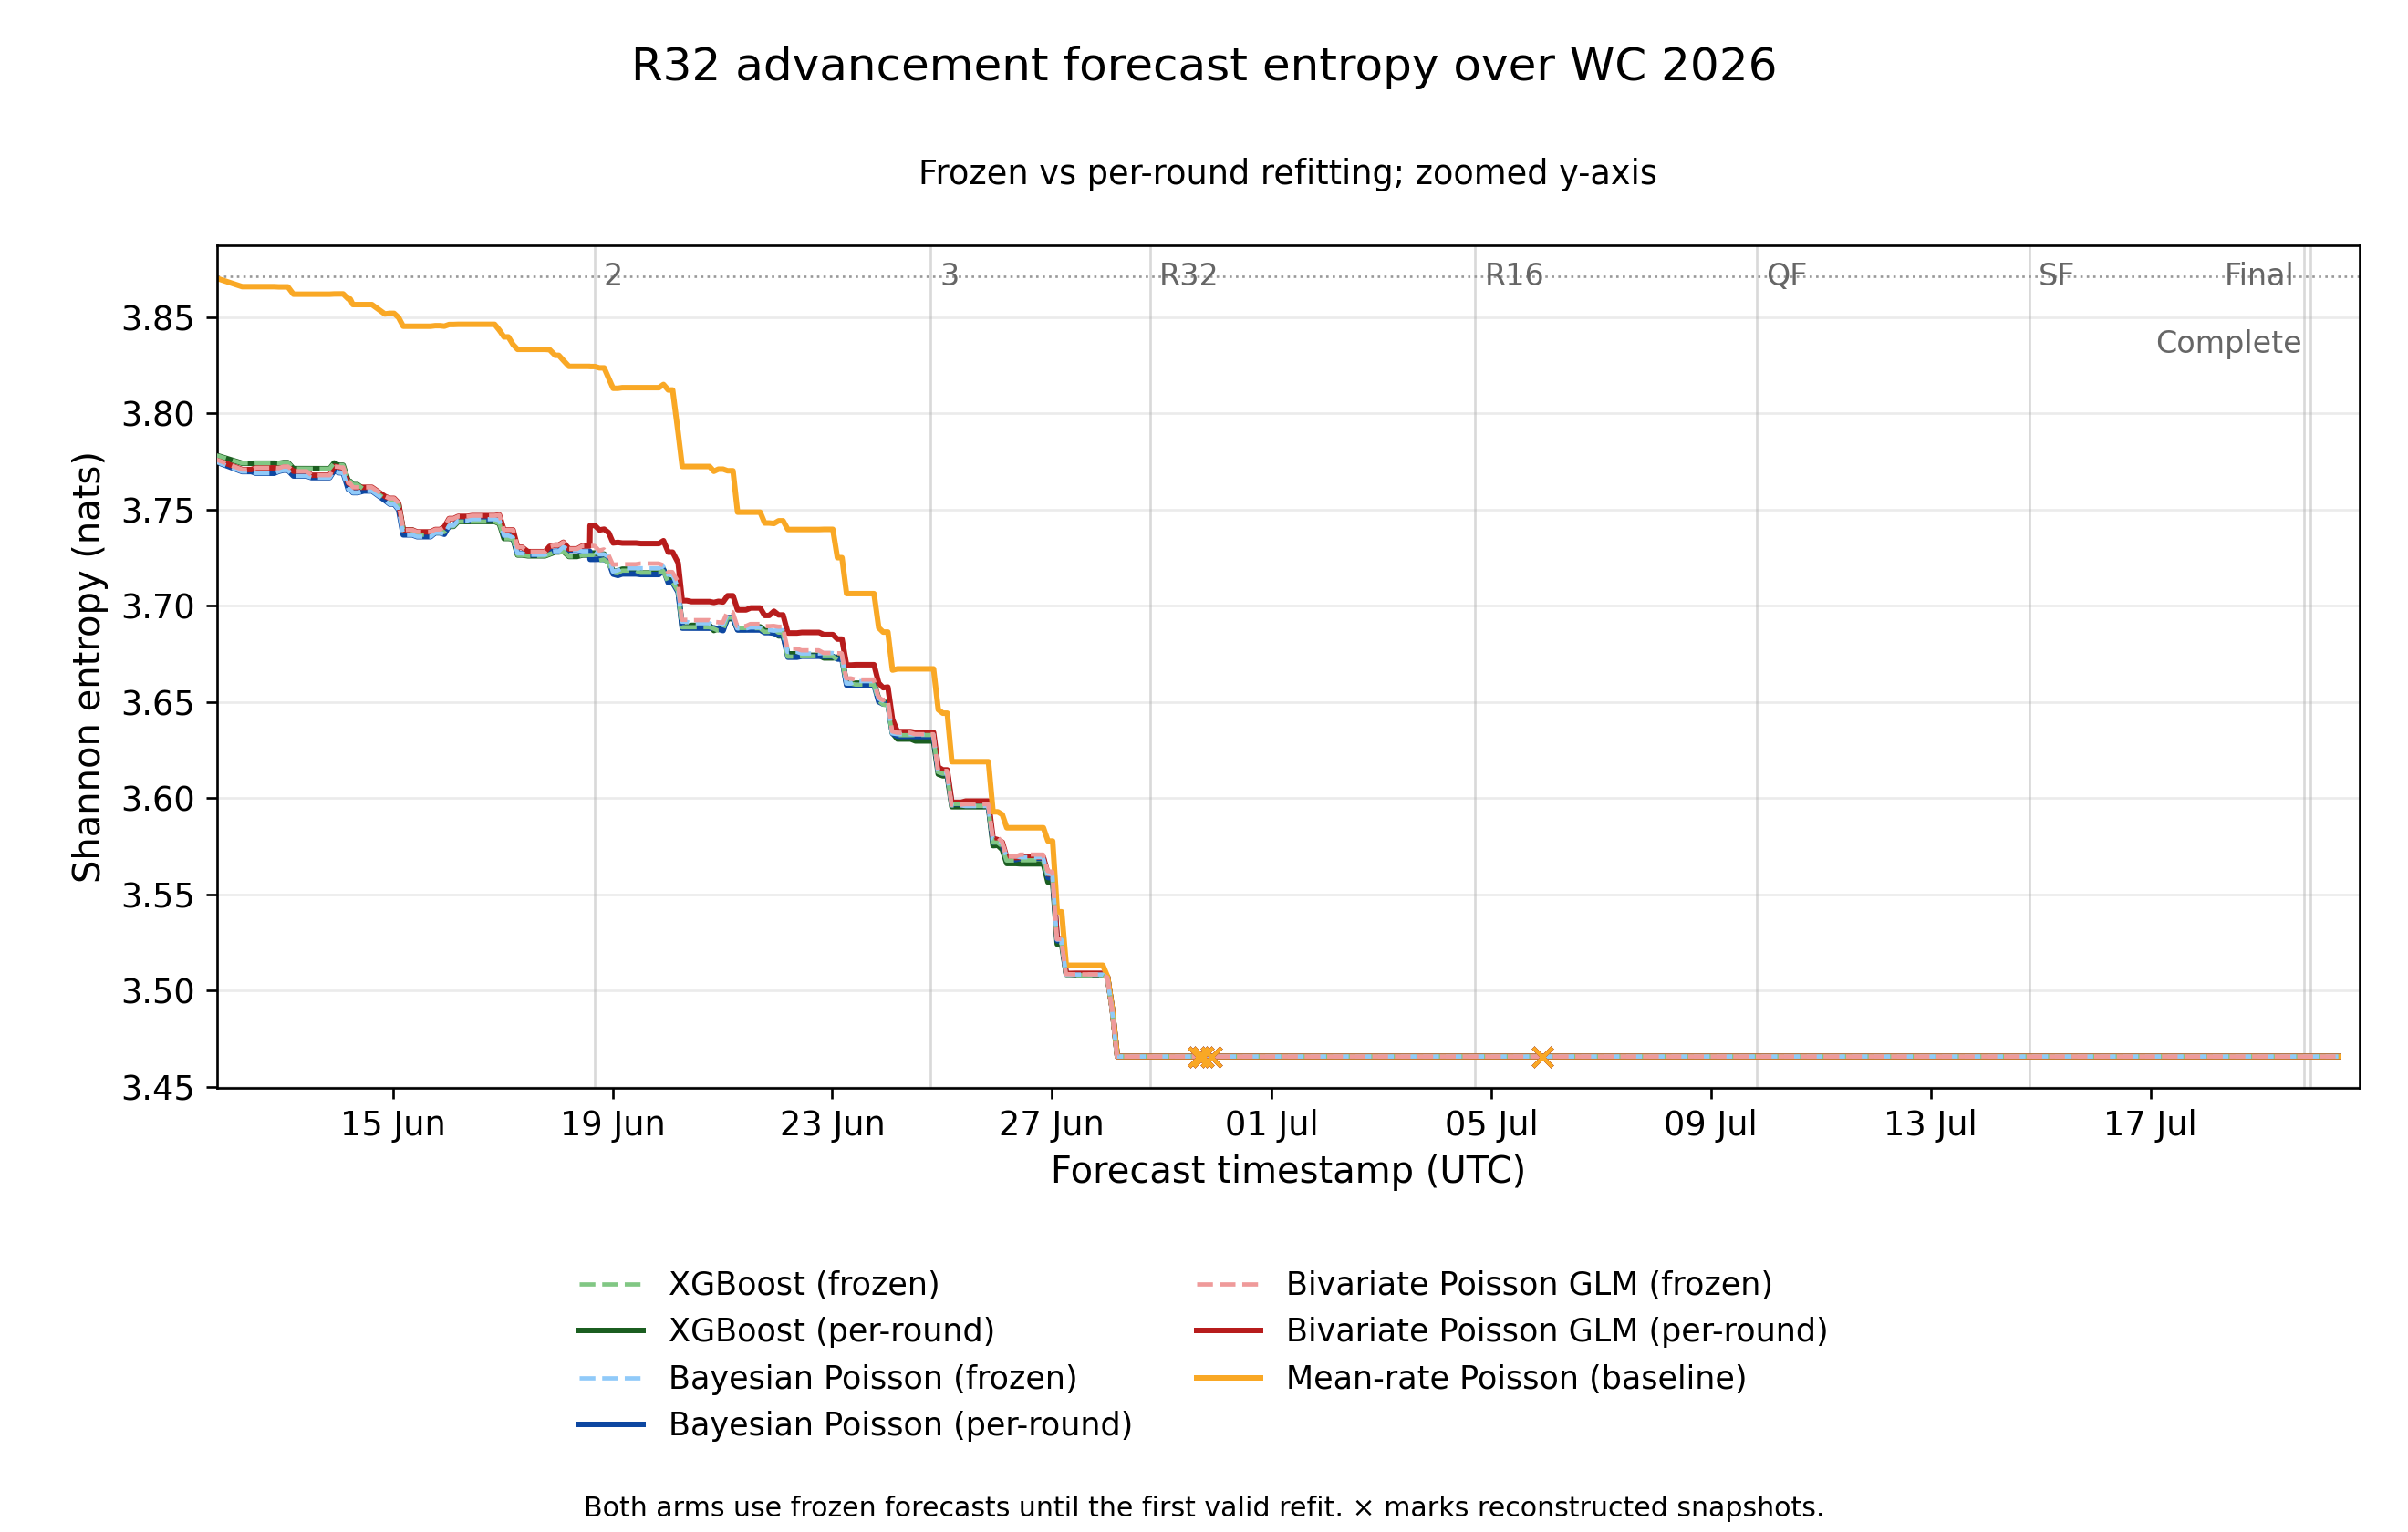 R32 advancement forecast entropy over WC 2026
Frozen vs per-round refitting; zoomed y-axis
2
3
R32
R16
QF
SF
Final
Complete
3.85
3.80
3.75
3.70
3.65
3.60
3.55
3.50
3.45
Shannon entropy (nats)
15 Jun
19 Jun
23 Jun
27 Jun
01 Jul
05 Jul
09 Jul
13 Jul
17 Jul
Forecast timestamp (UTC)
XGBoost (frozen)
XGBoost (per-round)
Bayesian Poisson (frozen)
Bayesian Poisson (per-round)
Bivariate Poisson GLM (frozen)
Bivariate Poisson GLM (per-round)
Mean-rate Poisson (baseline)
Both arms use frozen forecasts until the first valid refit. × marks reconstructed snapshots.